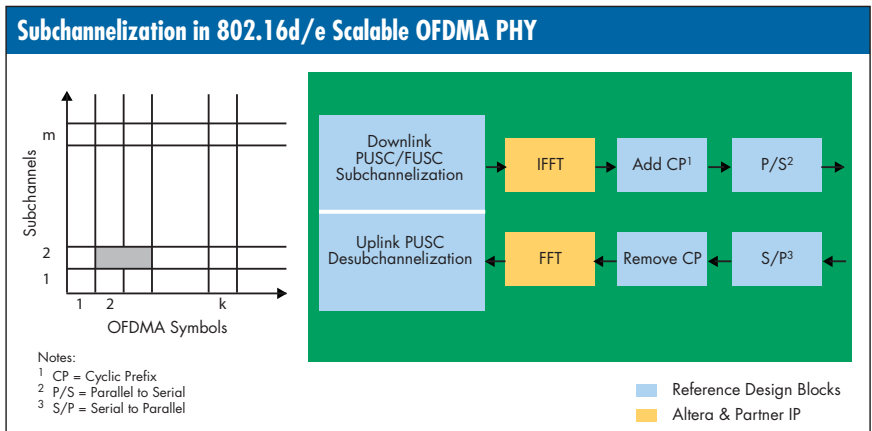 Subchannelization in 802.16d/e Scalable OFDMA PHY
Subchannels
m
2
1
1 2 k
OFDMA Symbols
Notes:
1 CP = Cyclic Prefix
2 P/S = Parallel to Serial
3 S/P = Serial to Parallel
Downlink
PUSC/FUSC
Subchannelization
IFFT
Add CP1
P/S2
Uplink PUSC
Desubchannelization
FFT
Remove CP
S/P3
Reference Design Blocks
Altera & Partner IP